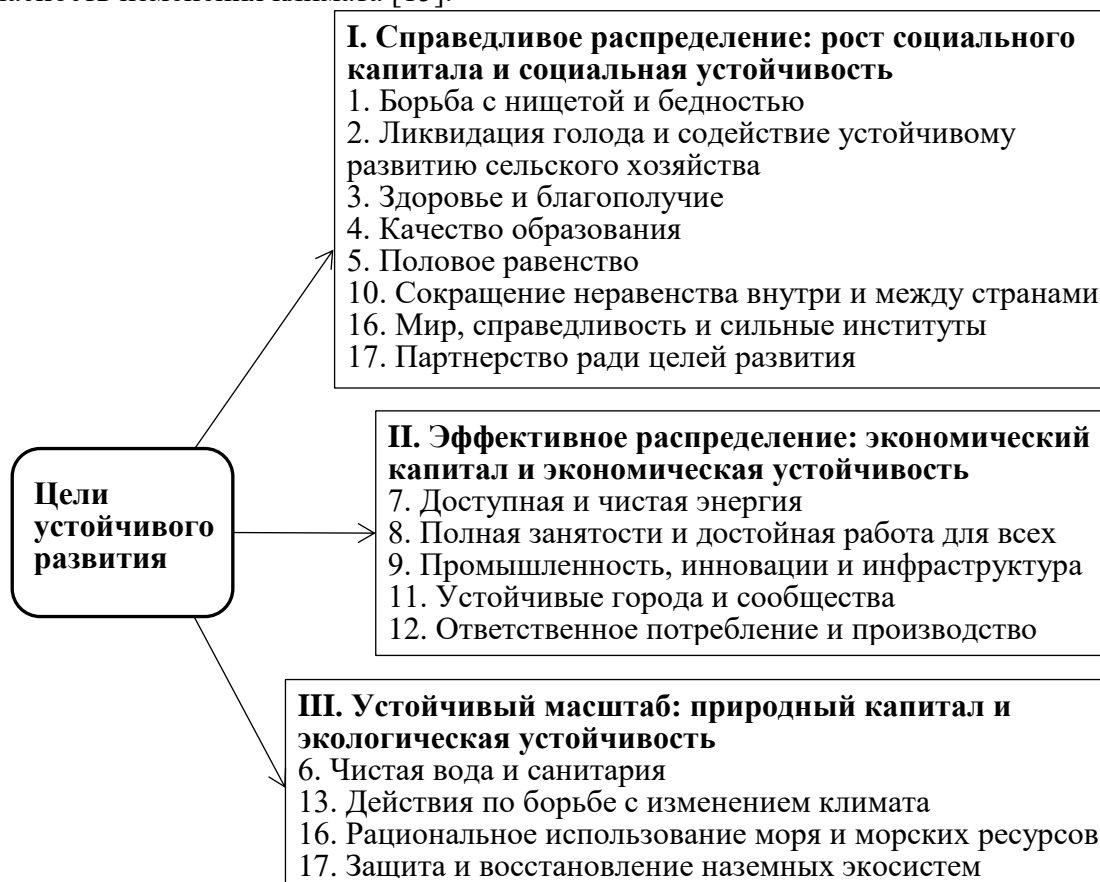 изменения климата
I. Справедливое распределение: рост социального
капитала и социальная устойчивость
1. Борьба с нищетой и бедностью
2. Ликвидация голода и содействие устойчивому
развитию сельского хозяйства
3. Здоровье и благополучие
4. Качество образования
5. Половое равенство
10. Сокращение неравенства внутри и между странами
16. Мир, справедливость и сильные институты
17. Партнерство ради целей развития
II. Эффективное распределение: экономический
капитал и экономическая устойчивость
7. Доступная и чистая энергия
8. Полная занятости и достойная работа для всех
9. Промышленность, инновации и инфраструктура
11. Устойчивые города и сообщества
12. Ответственное потребление и производство
Цели
устойчивого
развития
III. Устойчивый масштаб: природный капитал и
экологическая устойчивость
6. Чистая вода и санитария
13. Действия по борьбе с изменением климата
16. Рациональное использование моря и морских ресурсов
17. Защита и восстановление наземных экосистем